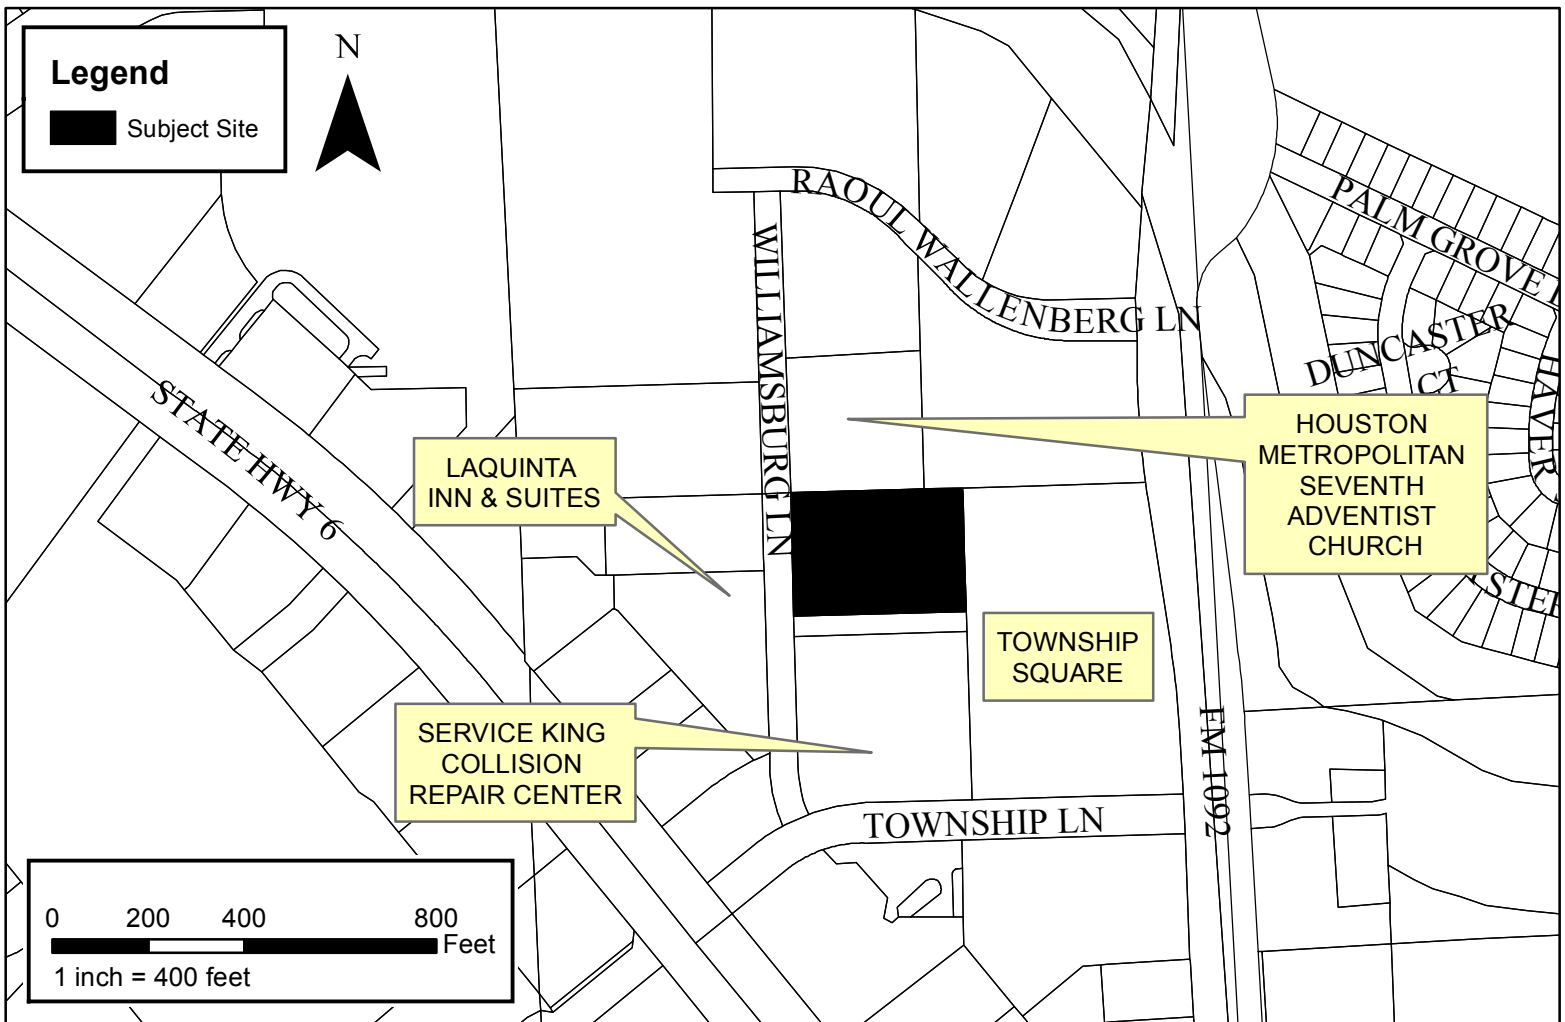 Legend
Subject Site
N
RAOUL WALLENBERG LN
WILLIAMSBURG LN
PALM GROVE
DUNCASTER
CT
HAVER
STATE HWY 6
LAQUINTA
INN & SUITES
HOUSTON
METROPOLITAN
SEVENTH
ADVENTIST
CHURCH
TOWNSHIP
SQUARE
SERVICE KING
COLLISION
REPAIR CENTER
FM 1092
TOWNSHIP LN
0 200 400 800
Feet
1 inch = 400 feet